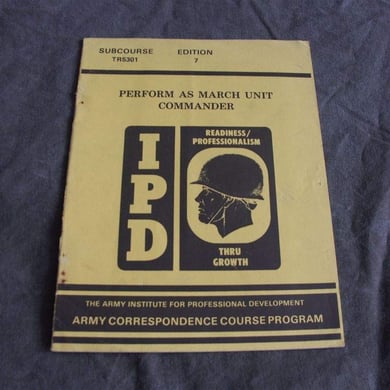 SUBCOURSE EDITION
TR5301 7
PERFORM AS MARCH UNIT
COMMANDER
IPD
READINESS/
PROFESSIONALISM
THRU
GROWTH
THE ARMY INSTITUTE FOR PROFESSIONAL DEVELOPMENT
ARMY CORRESPONDENCE COURSE PROGRAM